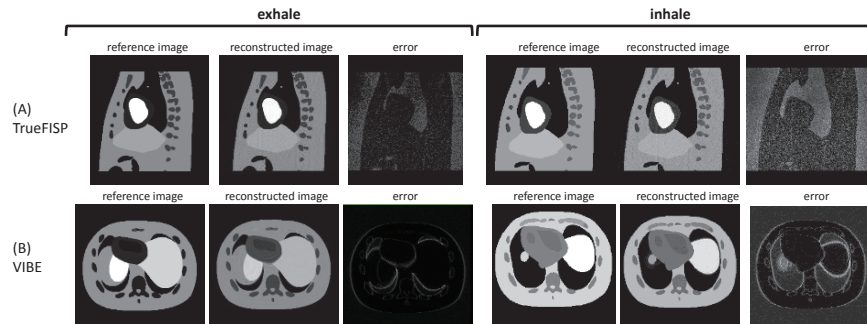 exhale inhale
reference image reconstructed image error reference image reconstructed image error
(A)
TrueFISP
reference image reconstructed image error reference image reconstructed image error
(B)
VIBE